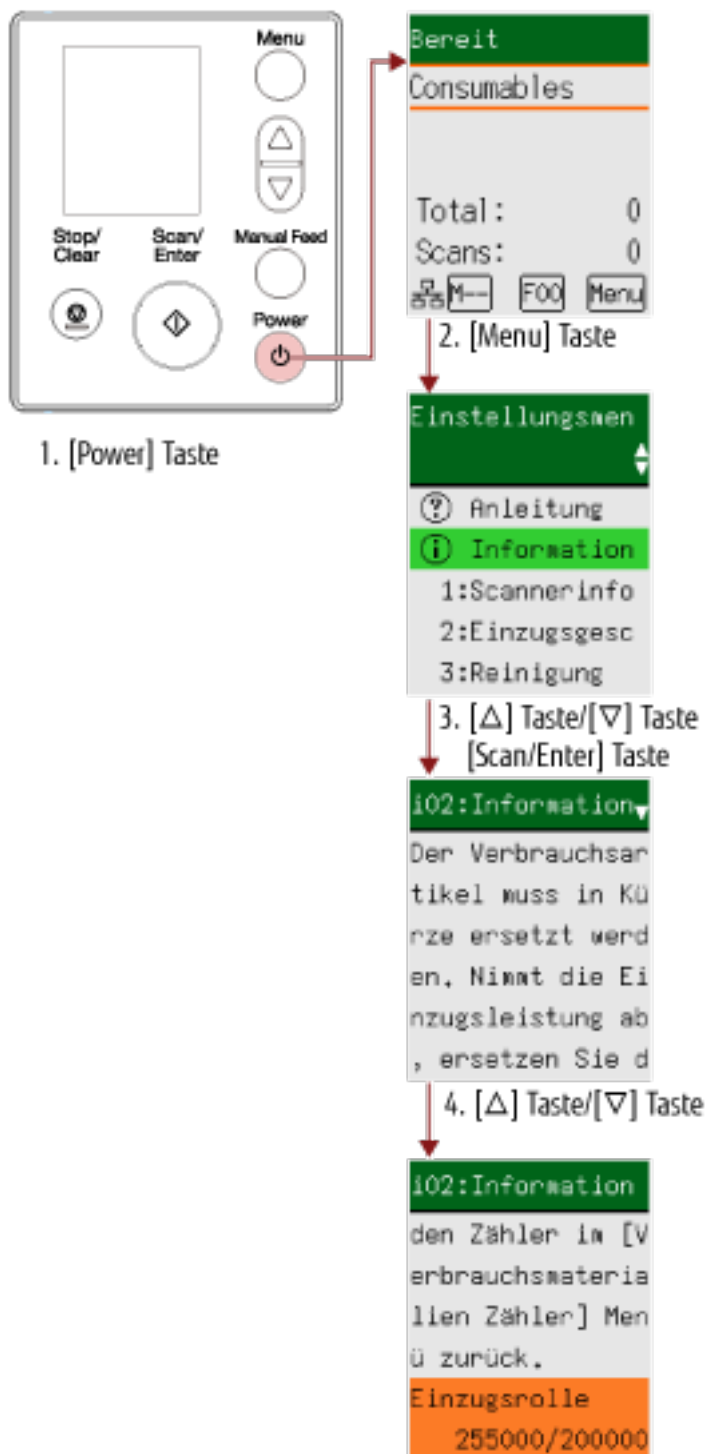 Menu
Stop/
Clear
Scan/
Enter
Manual Feed
Power
1. [Power] Taste
Bereit
Consumables
Total: 0
Scans: 0
M-- F00 Menu
2. [Menu] Taste
Einstellungsmen
? Anleitung
i Information
1:Scannerinfo
2:Einzugsgesc
3:Reinigung
3. [△] Taste/[▽] Taste
[Scan/Enter] Taste
i02:Information
Der Verbrauchsar
tikel muss in Kü
rze ersetzt werd
en. Nimmt die Ei
nzugsleistung ab
, ersetzen Sie d
4. [△] Taste/[▽] Taste
i02:Information
den Zähler im [V
erbrauchsmateria
lien Zähler] Men
ü zurück.
Einzugsrolle
255000/200000